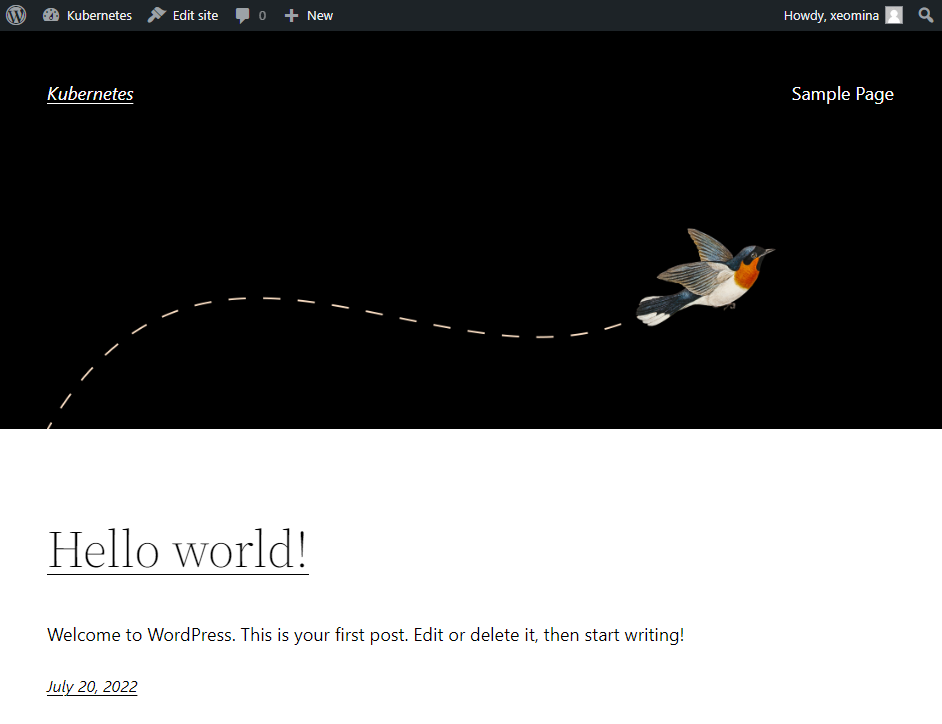 Kubernetes Edit site 0 New Howdy, xeomina
Kubernetes Sample Page
Hello world!
Welcome to WordPress. This is your first post. Edit or delete it, then start writing!
July 20, 2022